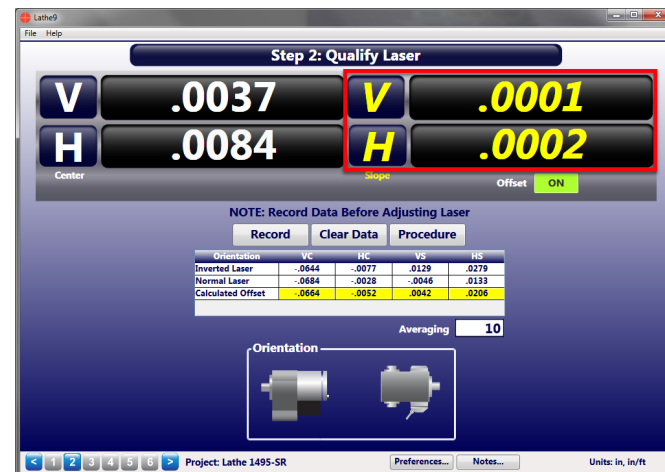 Lathe9
File Help
Step 2: Qualify Laser
V .0037 V .0001
H .0084 H .0002
Center Slope
Offset ON
NOTE: Record Data Before Adjusting Laser
Record Clear Data Procedure
Orientation VC HC VS HS
Inverted Laser -.0644 -.0077 .0129 .0279
Normal Laser -.0684 -.0028 -.0046 .0133
Calculated Offset -.0664 -.0052 .0042 .0206
Averaging 10
Orientation
< 1 2 3 4 5 6 > Project: Lathe 1495-SR Preferences... Notes... Units: in, in/ft